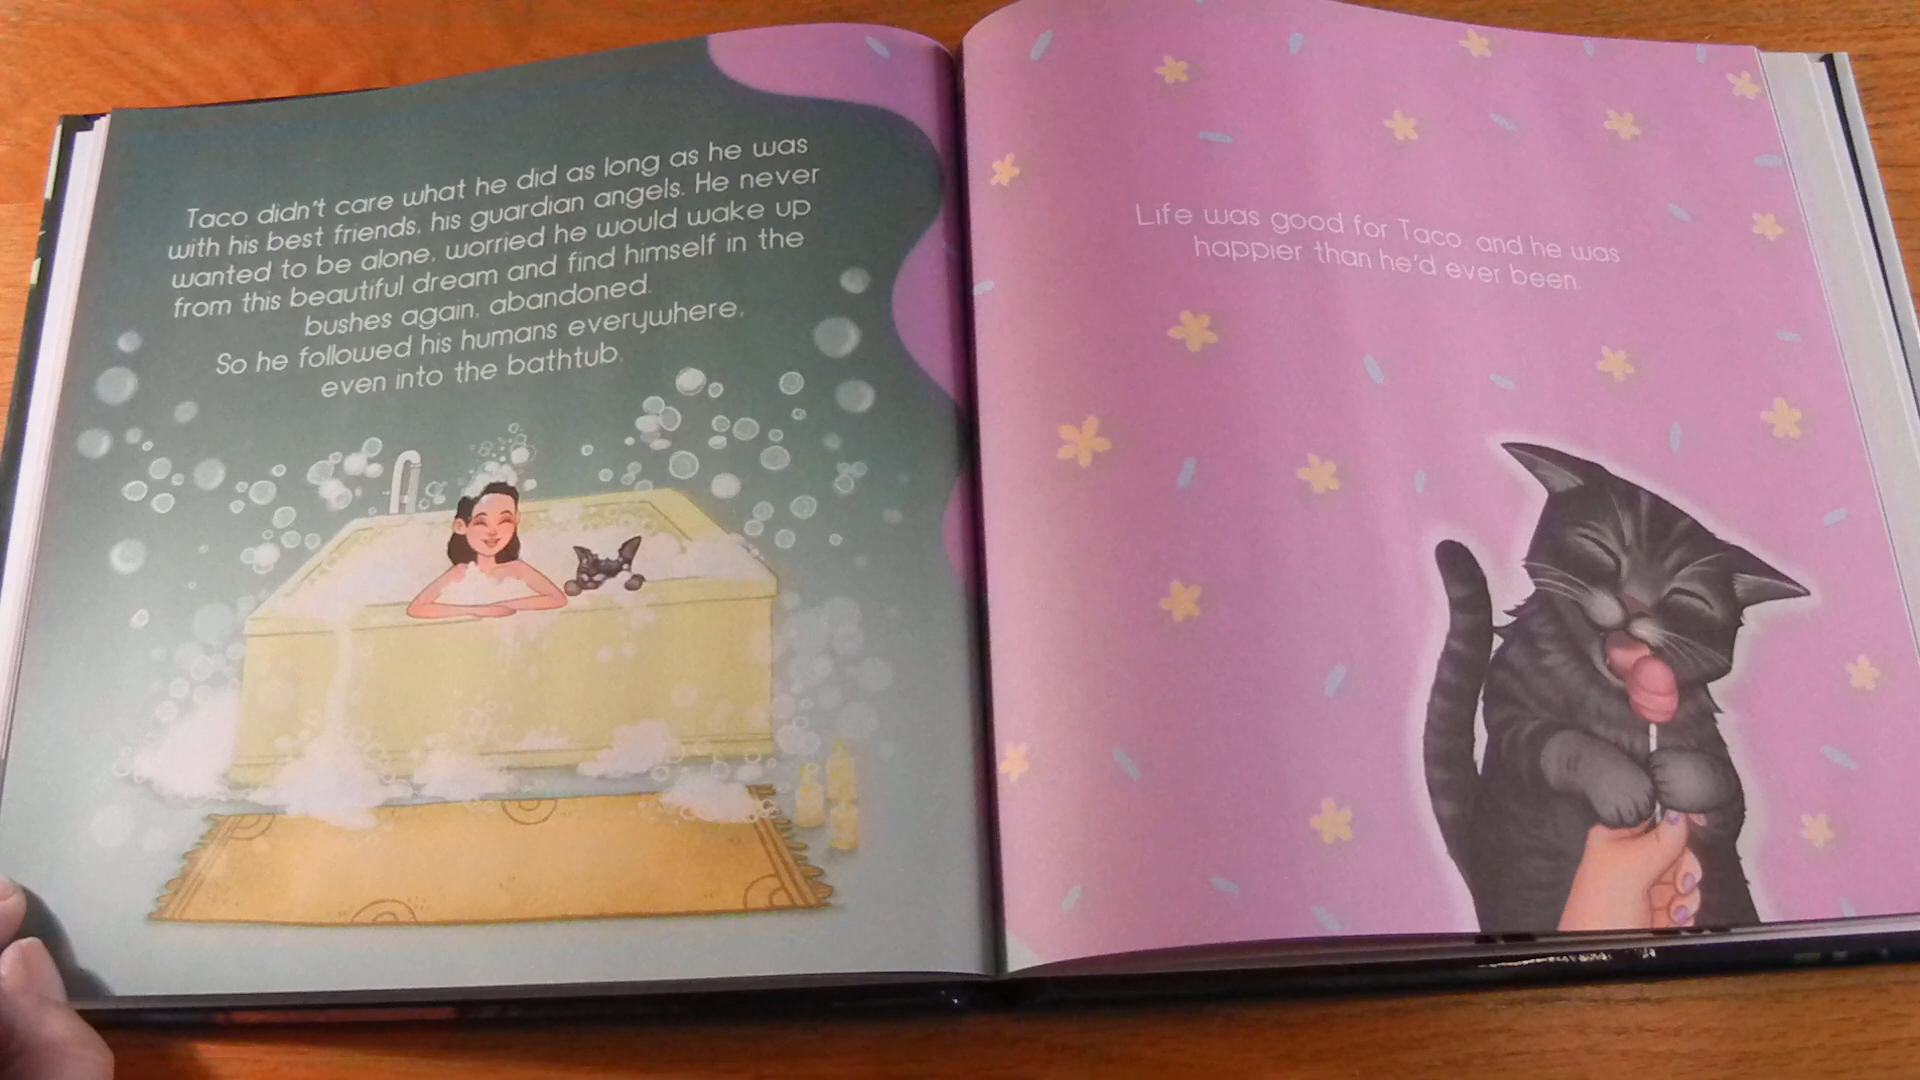 Taco didn't care what he did as long as he was
with his best friends, his guardian angels. He never
wanted to be alone, worried he would wake up
from this beautiful dream and find himself in the
bushes again, abandoned.
So he followed his humans everywhere,
even into the bathtub.
Life was good for Taco, and he was
happier than he'd ever been.